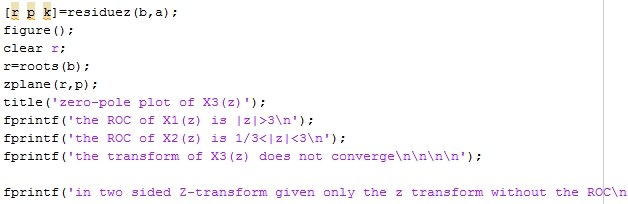 [r p k]=residuez(b,a);
figure();
clear r;
r=roots(b);
zplane(r,p);
title('zero-pole plot of X3(z)');
fprintf('the ROC of X1(z) is |z|>3\n');
fprintf('the ROC of X2(z) is 1/3<|z|<3\n');
fprintf('the transform of X3(z) does not converge\n\n\n\n');
fprintf('in two sided Z-transform given only the z transform without the ROC\n